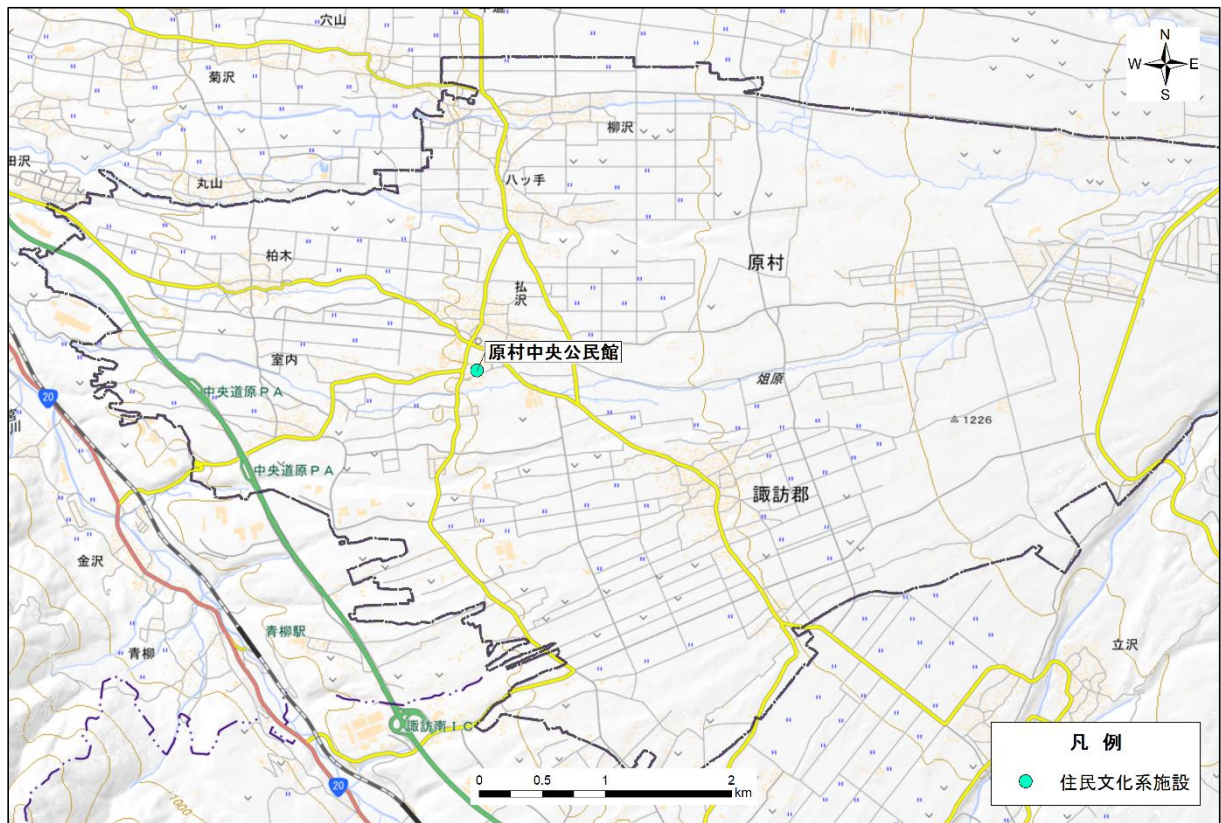 穴山
菊沢
N
W E
S
柳沢
丸山
八ッ手
柏木
原村
払沢
原村中央公民館
室内
俎原
中央道原PA
20
1226
中央道原PA
諏訪郡
金沢
青柳駅
立沢
青柳
諏訪南IC
凡 例
住民文化系施設
0 0.5 1 2
km
20
1000